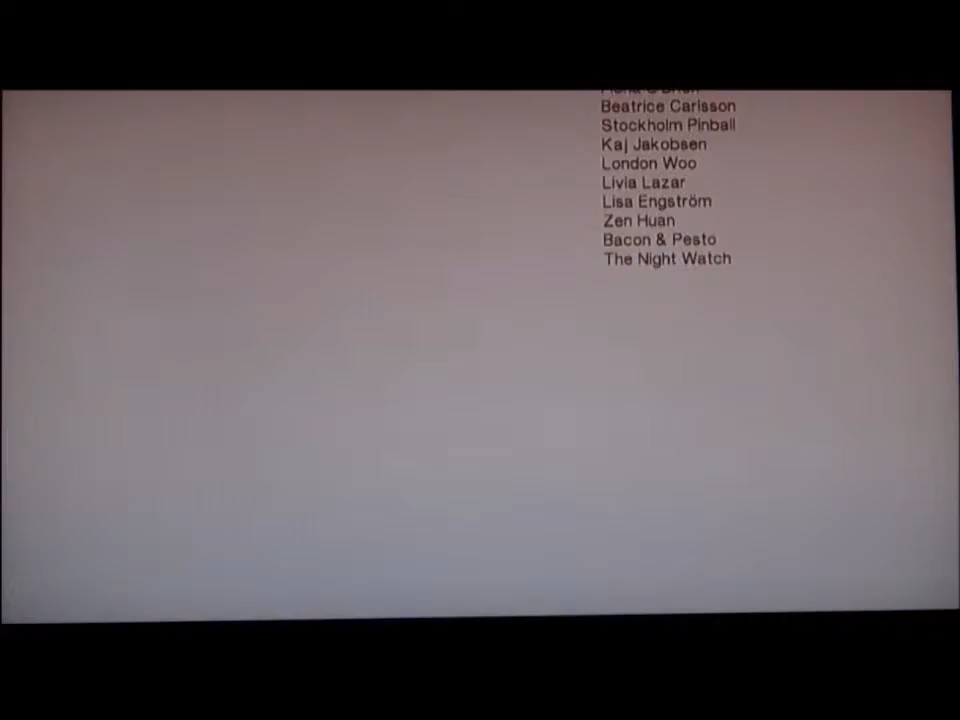 Beatrice Carlsson
Stockholm Pinball
Kaj Jakobsen
London Woo
Livia Lazar
Lisa Engström
Zen Huan
Bacon & Pesto
The Night Watch